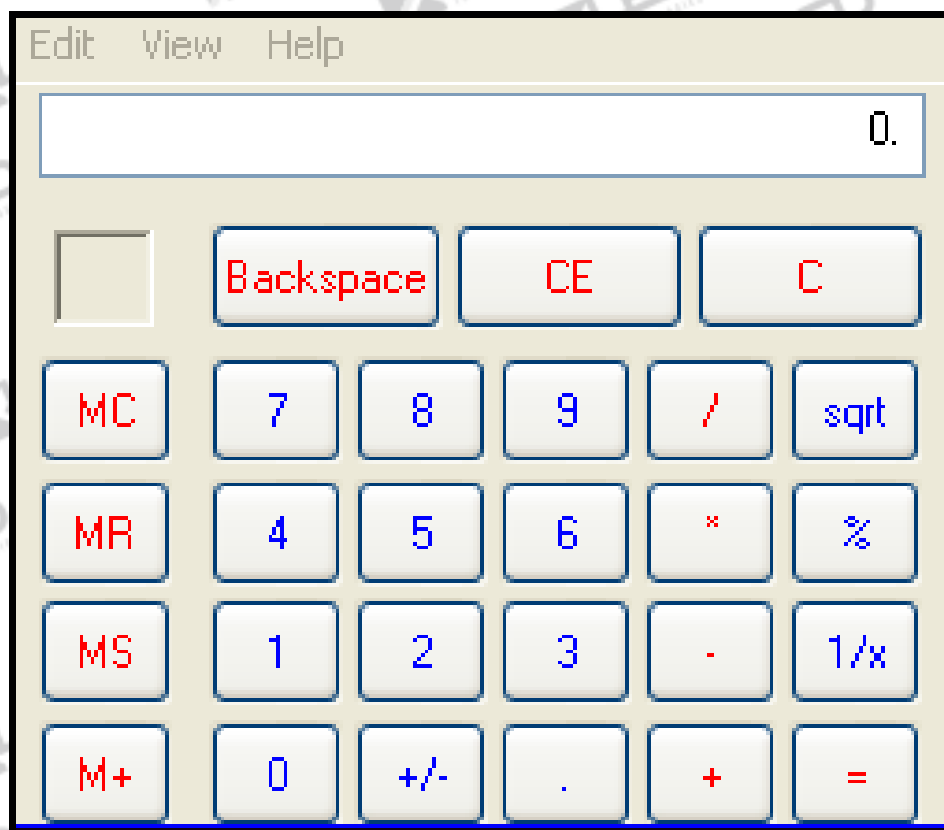 Edit View Help
0.
Backspace CE C
MC 7 8 9 / sqrt
MR 4 5 6 * %
MS 1 2 3 - 1/x
M+ 0 +/- . + =